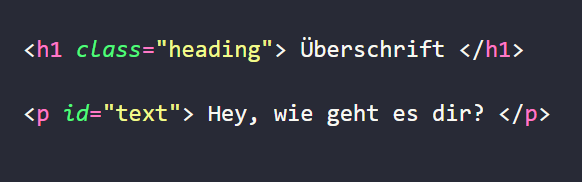 <h1 class="heading"> Überschrift </h1>
<p id="text"> Hey, wie geht es dir? </p>